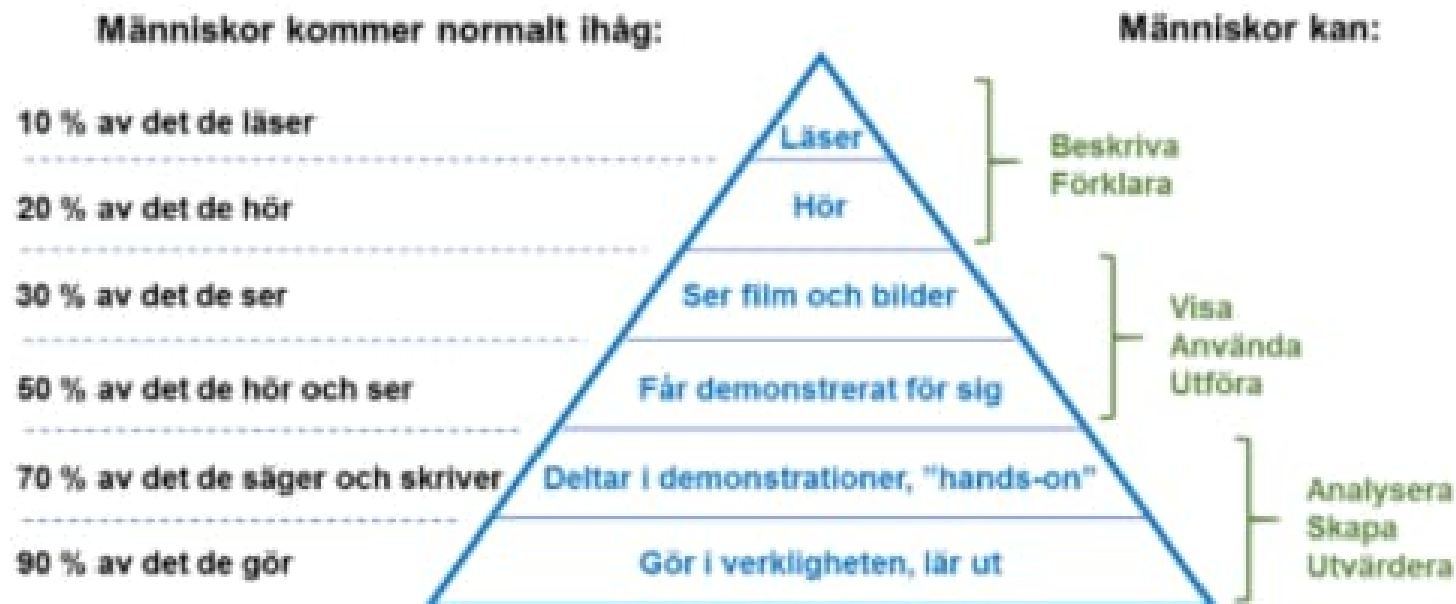 Människor kommer normalt ihåg:
Människor kan:
10 % av det de läser
Läser
Beskriva
Förklara
20 % av det de hör
Hör
30 % av det de ser
Ser film och bilder
Visa
Använda
Utföra
50 % av det de hör och ser
Får demonstrerat för sig
70 % av det de säger och skriver
Deltar i demonstrationer, ”hands-on”
Analysera
Skapa
Utvärdera
90 % av det de gör
Gör i verkligheten, lär ut